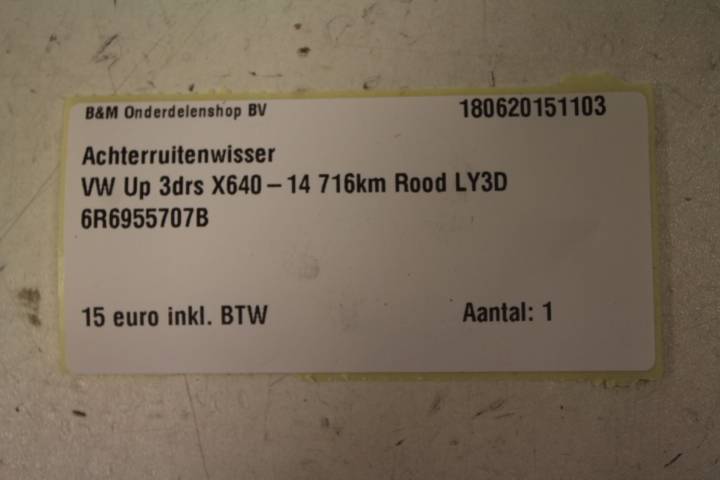 B&M Onderdelenshop BV 180620151103
Achterruitenwisser
VW Up 3drs X640 – 14 716km Rood LY3D
6R6955707B
15 euro inkl. BTW Aantal: 1